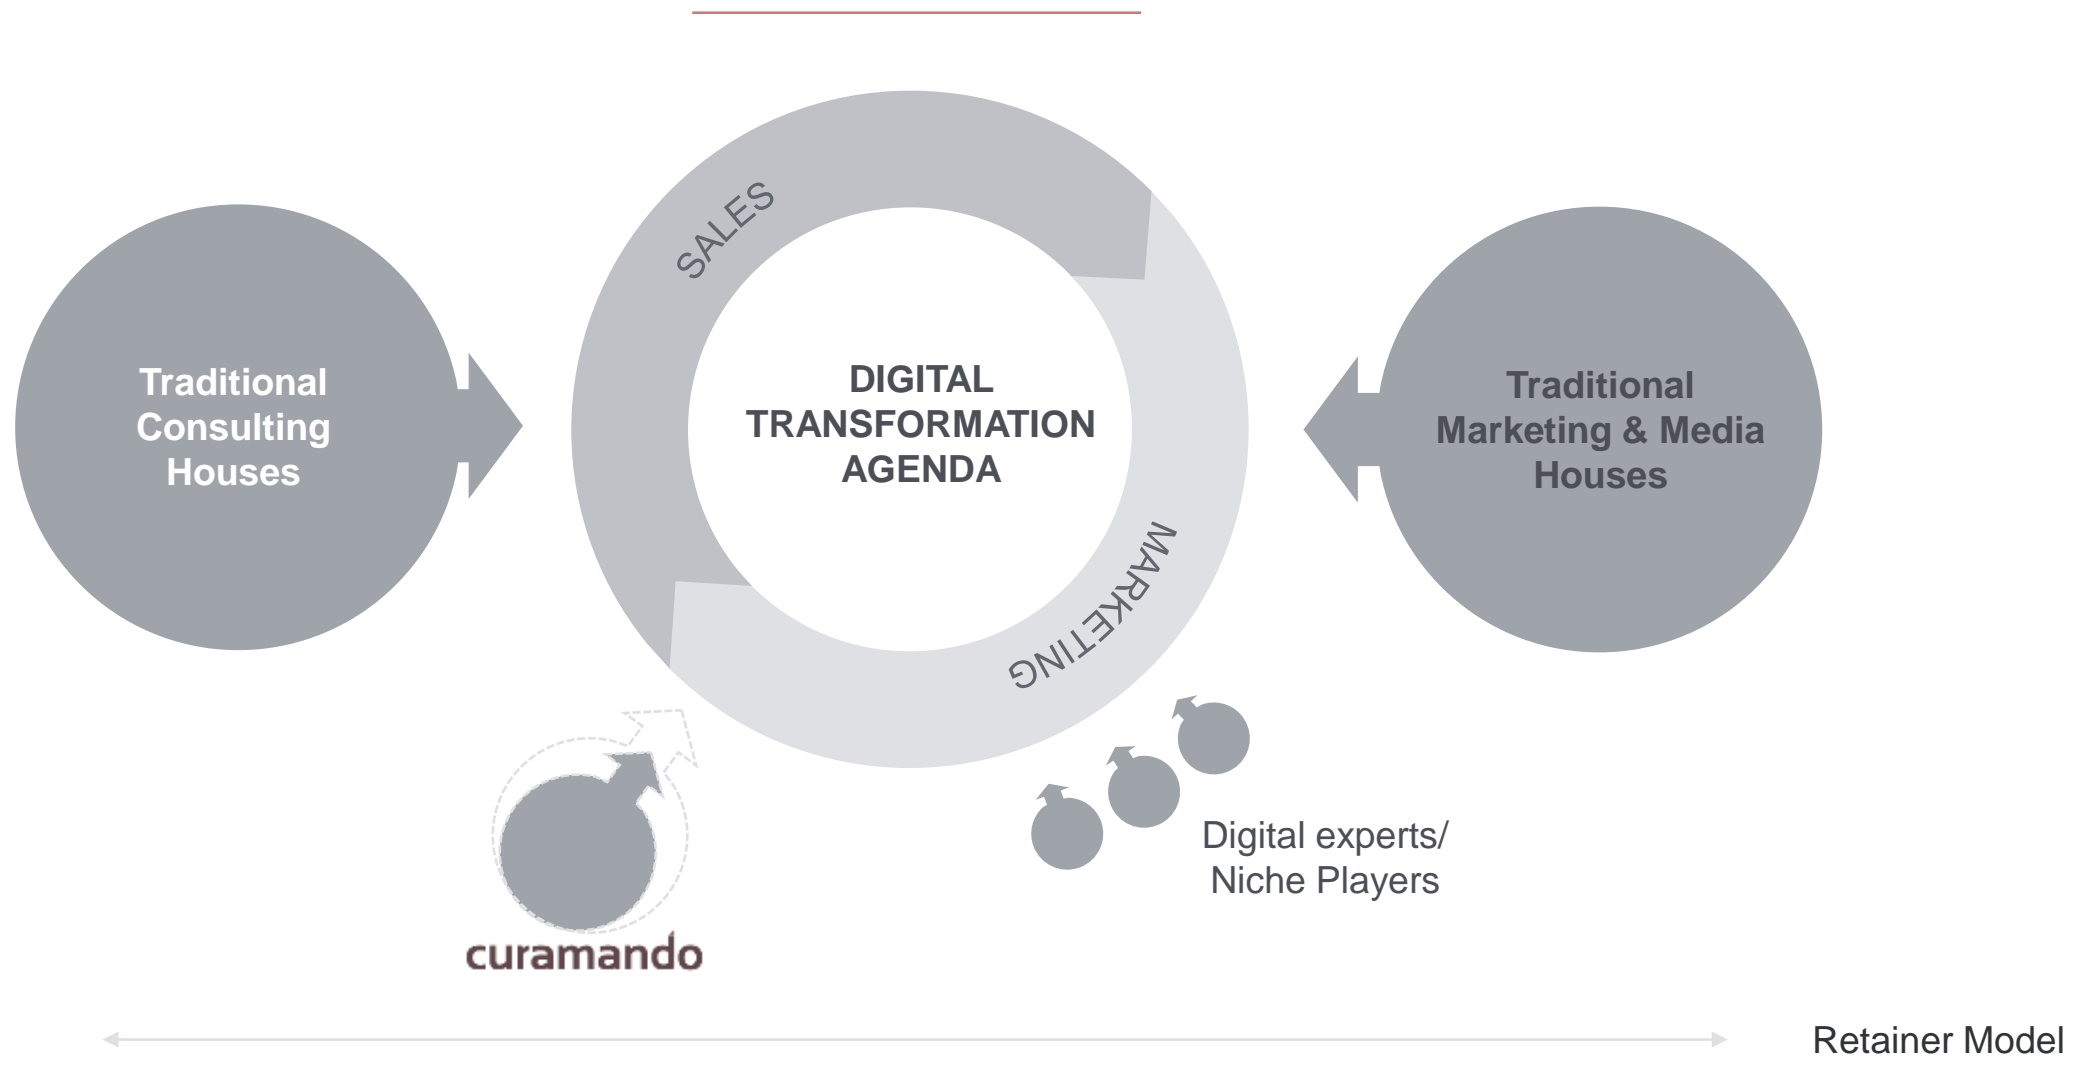 SALES
Traditional
Consulting
Houses
DIGITAL
TRANSFORMATION
AGENDA
Traditional
Marketing & Media
Houses
MARKETING
Digital experts/
Niche Players
curamando
Retainer Model